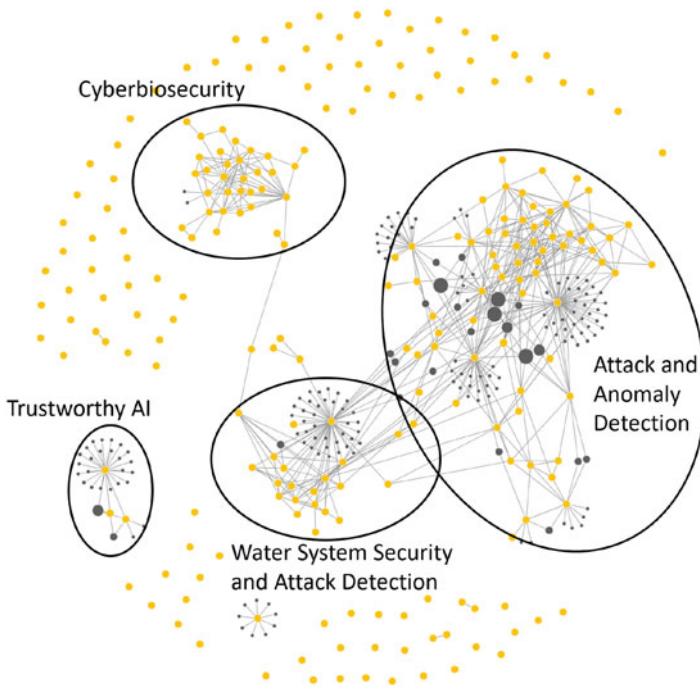 Cyberbiosecurity
Attack and
Anomaly
Detection
Trustworthy AI
Water System Security
and Attack Detection